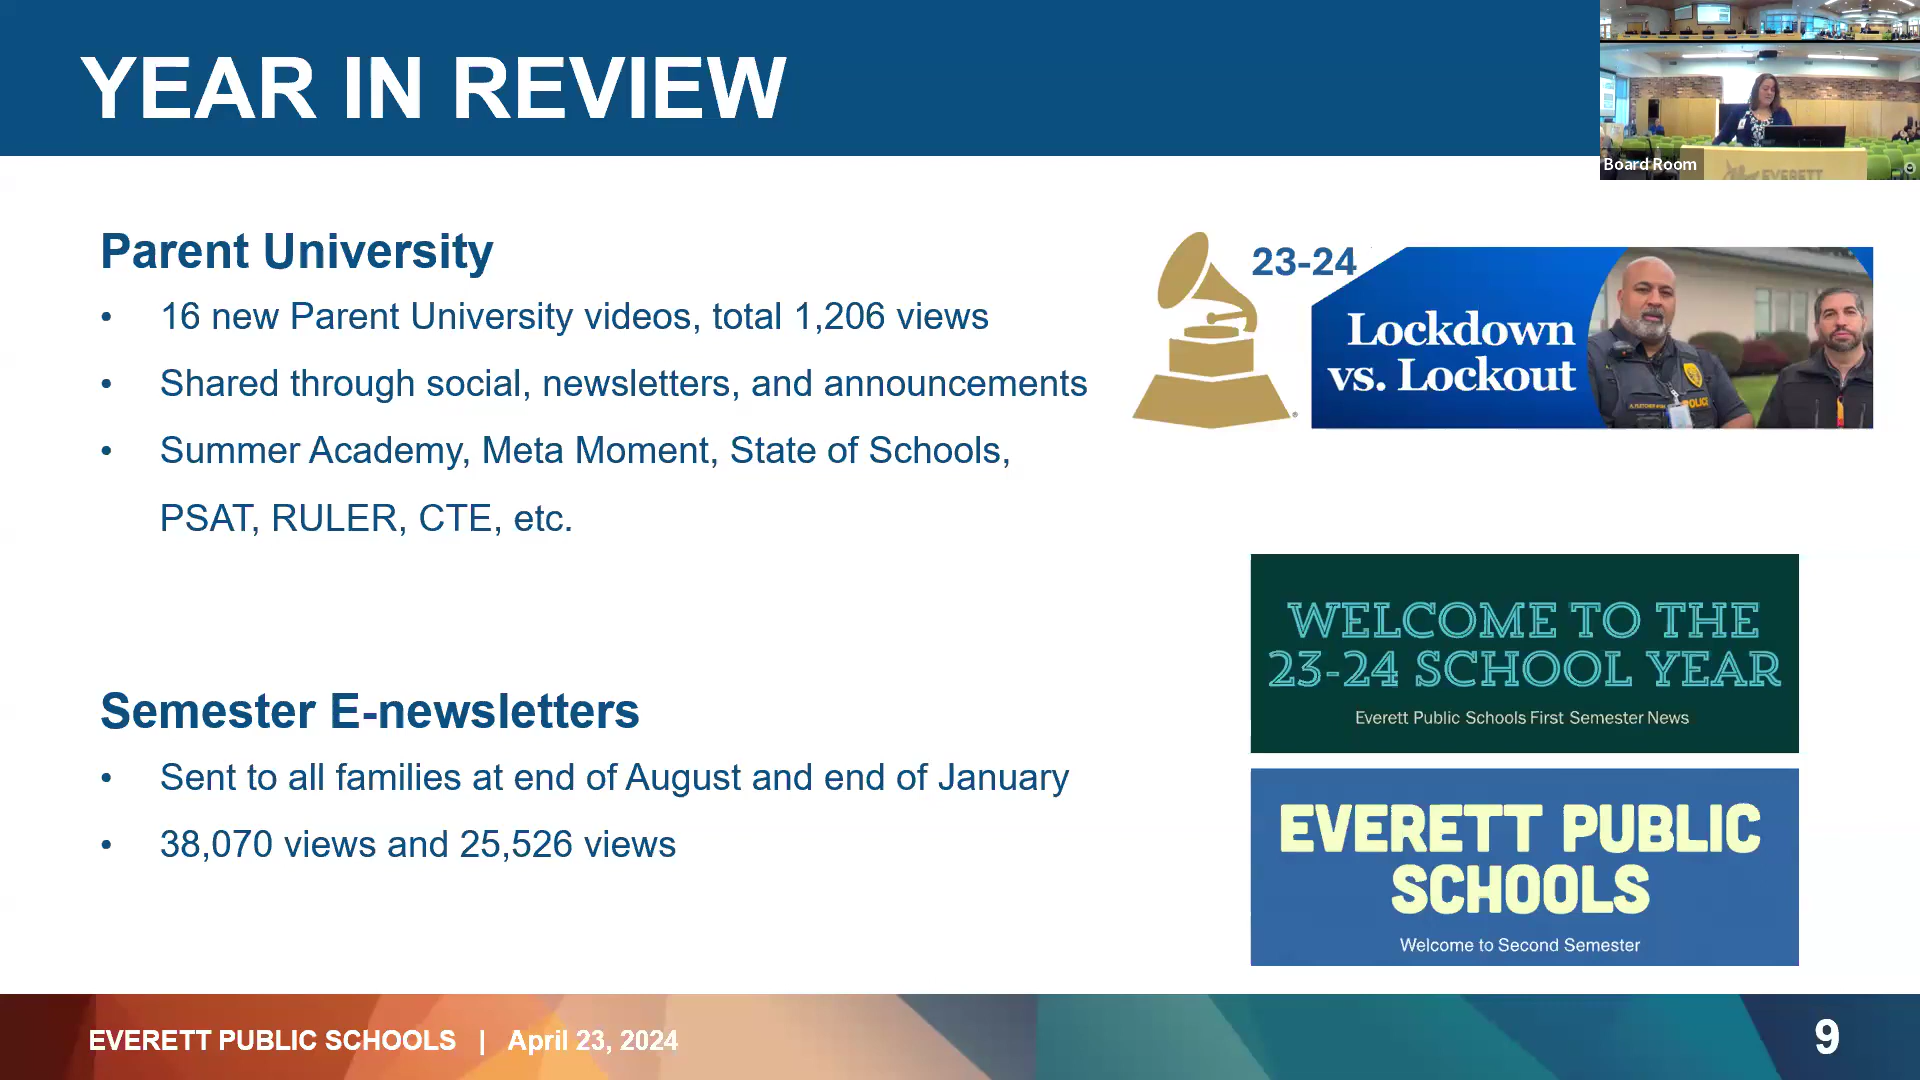 YEAR IN REVIEW
Board Room
EVERETT
Parent University
• 16 new Parent University videos, total 1,206 views
• Shared through social, newsletters, and announcements
• Summer Academy, Meta Moment, State of Schools,
PSAT, RULER, CTE, etc.
23-24
Lockdown
vs. Lockout
POLICE
Semester E-newsletters
• Sent to all families at end of August and end of January
• 38,070 views and 25,526 views
WELCOME TO THE
23-24 SCHOOL YEAR
Everett Public Schools First Semester News
EVERETT PUBLIC
SCHOOLS
Welcome to Second Semester
EVERETT PUBLIC SCHOOLS | April 23, 2024
9